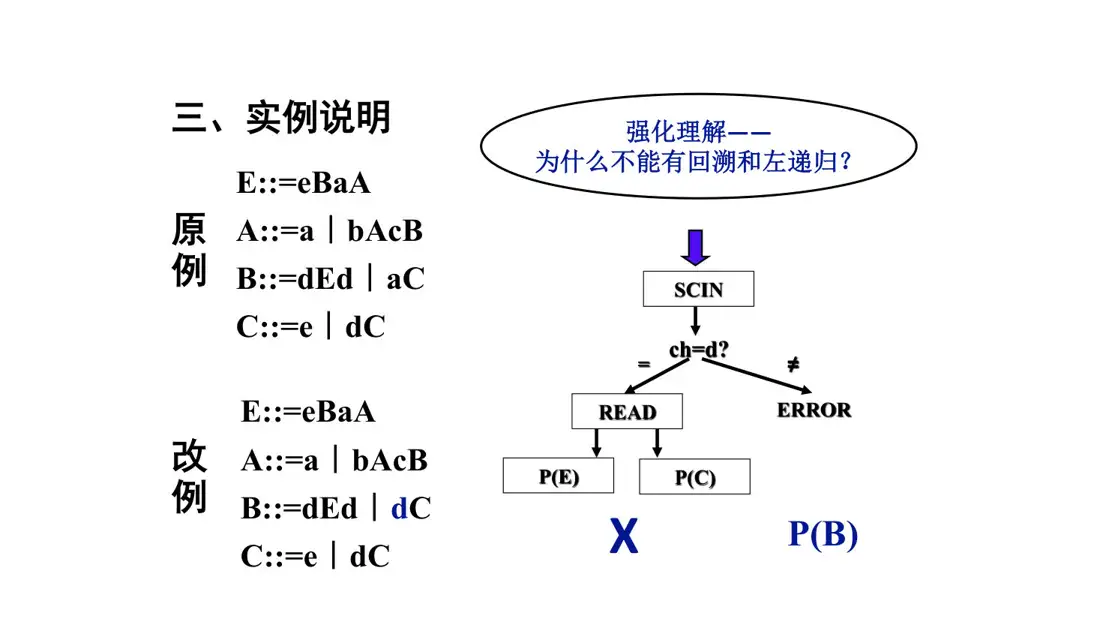 三、实例说明
原例
E::=eBaA
A::=a｜bAcB
B::=dEd｜aC
C::=e｜dC
改例
E::=eBaA
A::=a｜bAcB
B::=dEd｜dC
C::=e｜dC
强化理解——
为什么不能有回溯和左递归？
SCIN
ch=d?
= ≠
READ ERROR
P(E) P(C)
X P(B)